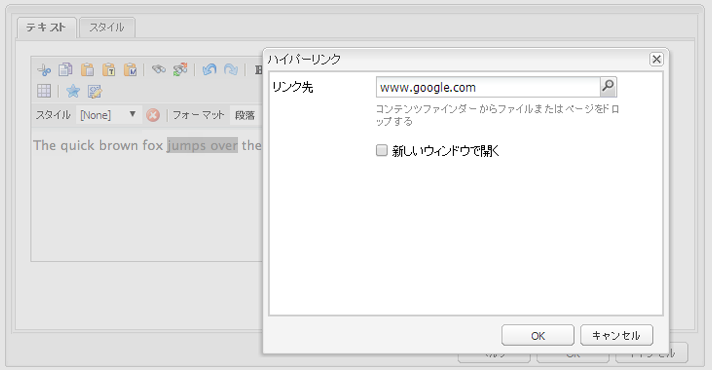 テキスト スタイル
ハイパーリンク
リンク先 www.google.com
コンテンツファインダーからファイルまたはページをドロ
ップする
新しいウィンドウで開く
スタイル [None] フォーマット 段落
The quick brown fox jumps over the
OK キャンセル
ヘルプ OK キャンセル